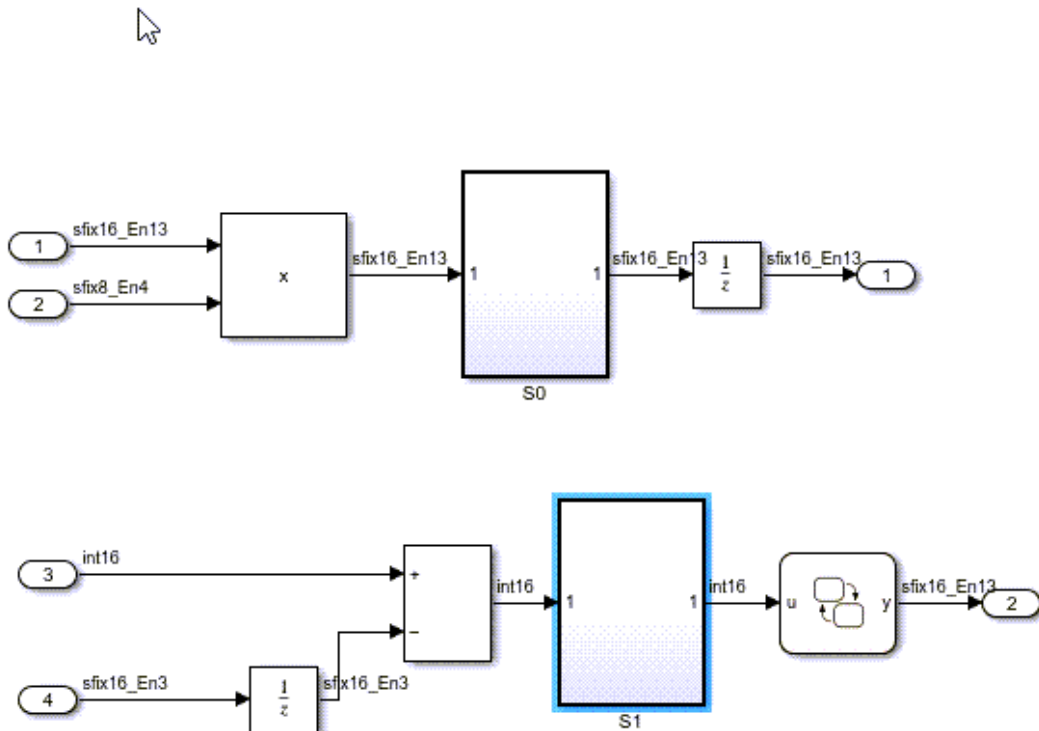 sfix16_En13
1
x
sfix16_En13
1
1
sfix16_En13
1
z
sfix16_En13
1
sfix8_En4
2
S0
int16
3
+
int16
1
1
int16
u
y
sfix16_En13
2
−
sfix16_En3
4
1
z
sfix16_En3
S1